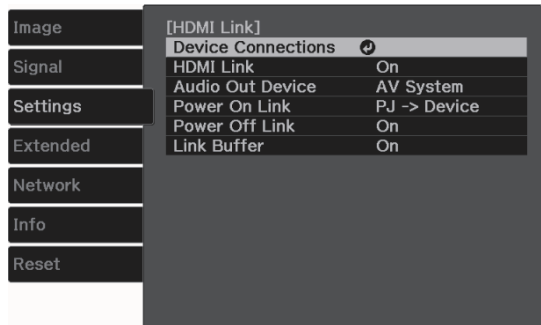 Image
Signal
Settings
Extended
Network
Info
Reset
[HDMI Link]
Device Connections
HDMI Link On
Audio Out Device AV System
Power On Link PJ -> Device
Power Off Link On
Link Buffer On